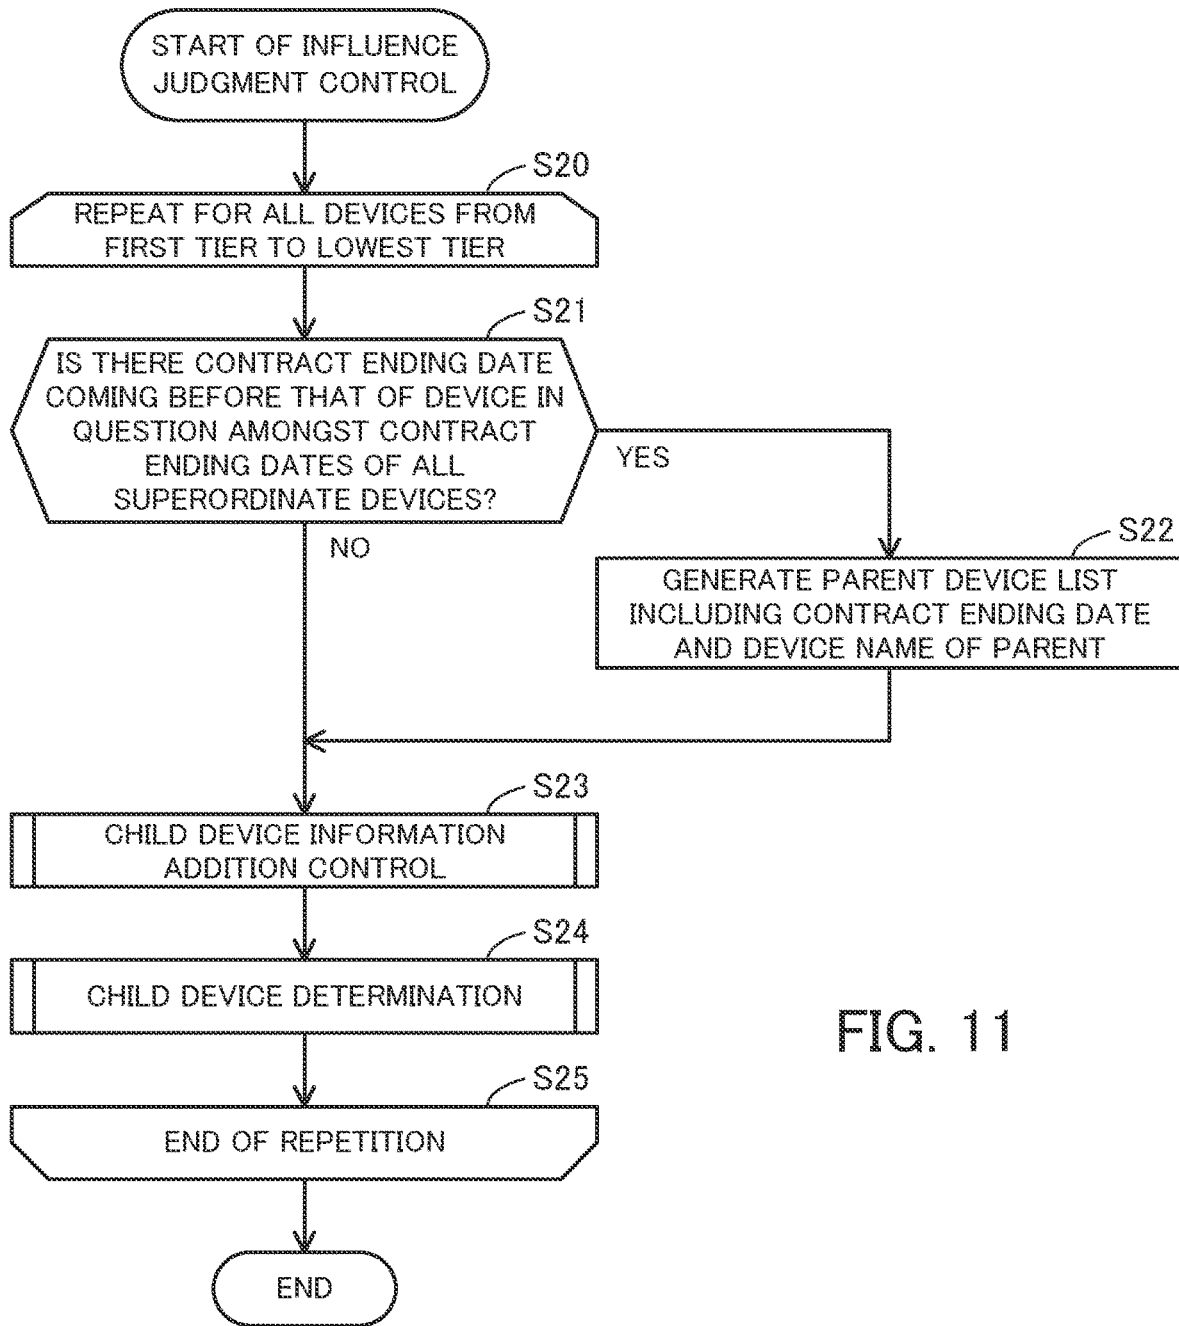 START OF INFLUENCE
JUDGMENT CONTROL
S20
REPEAT FOR ALL DEVICES FROM
FIRST TIER TO LOWEST TIER
S21
IS THERE CONTRACT ENDING DATE
COMING BEFORE THAT OF DEVICE IN
QUESTION AMONGST CONTRACT
ENDING DATES OF ALL
SUPERORDINATE DEVICES?
YES
NO
S22
GENERATE PARENT DEVICE LIST
INCLUDING CONTRACT ENDING DATE
AND DEVICE NAME OF PARENT
S23
CHILD DEVICE INFORMATION
ADDITION CONTROL
S24
CHILD DEVICE DETERMINATION
FIG. 11
S25
END OF REPETITION
END